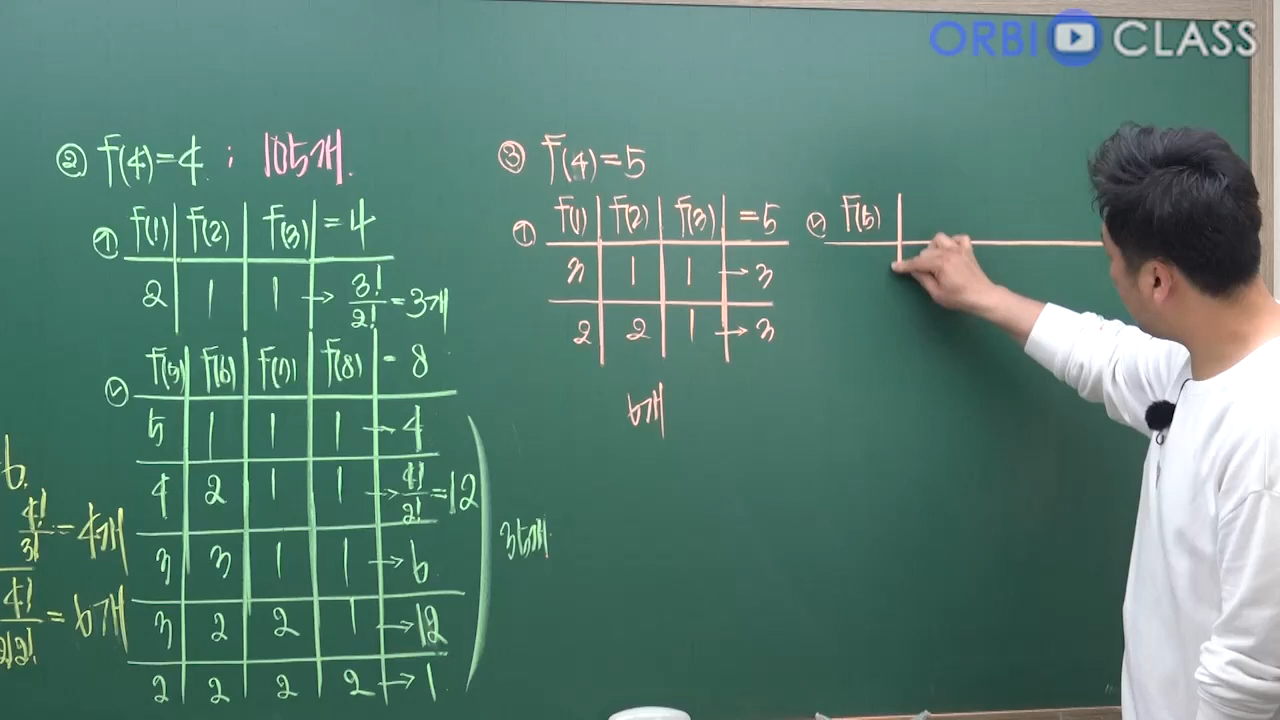 ORBI CLASS
② f(4)=4 ; 105개.
㉠ f(1) f(2) f(3) =4
2 1 1 → 3!/2! = 3개
㉡ f(5) f(6) f(7) f(8) = 8
5 1 1 1 → 4
4 2 1 1 → 4!/2! = 12
3 3 1 1 → 6
3 2 2 1 → 12
2 2 2 2 → 1
35개.
6.
4!/3! = 4개
4!/2!2! = 6개
③ f(4)=5
㉠ f(1) f(2) f(3) =5
3 1 1 → 3
2 2 1 → 3
6개
㉡ f(5)